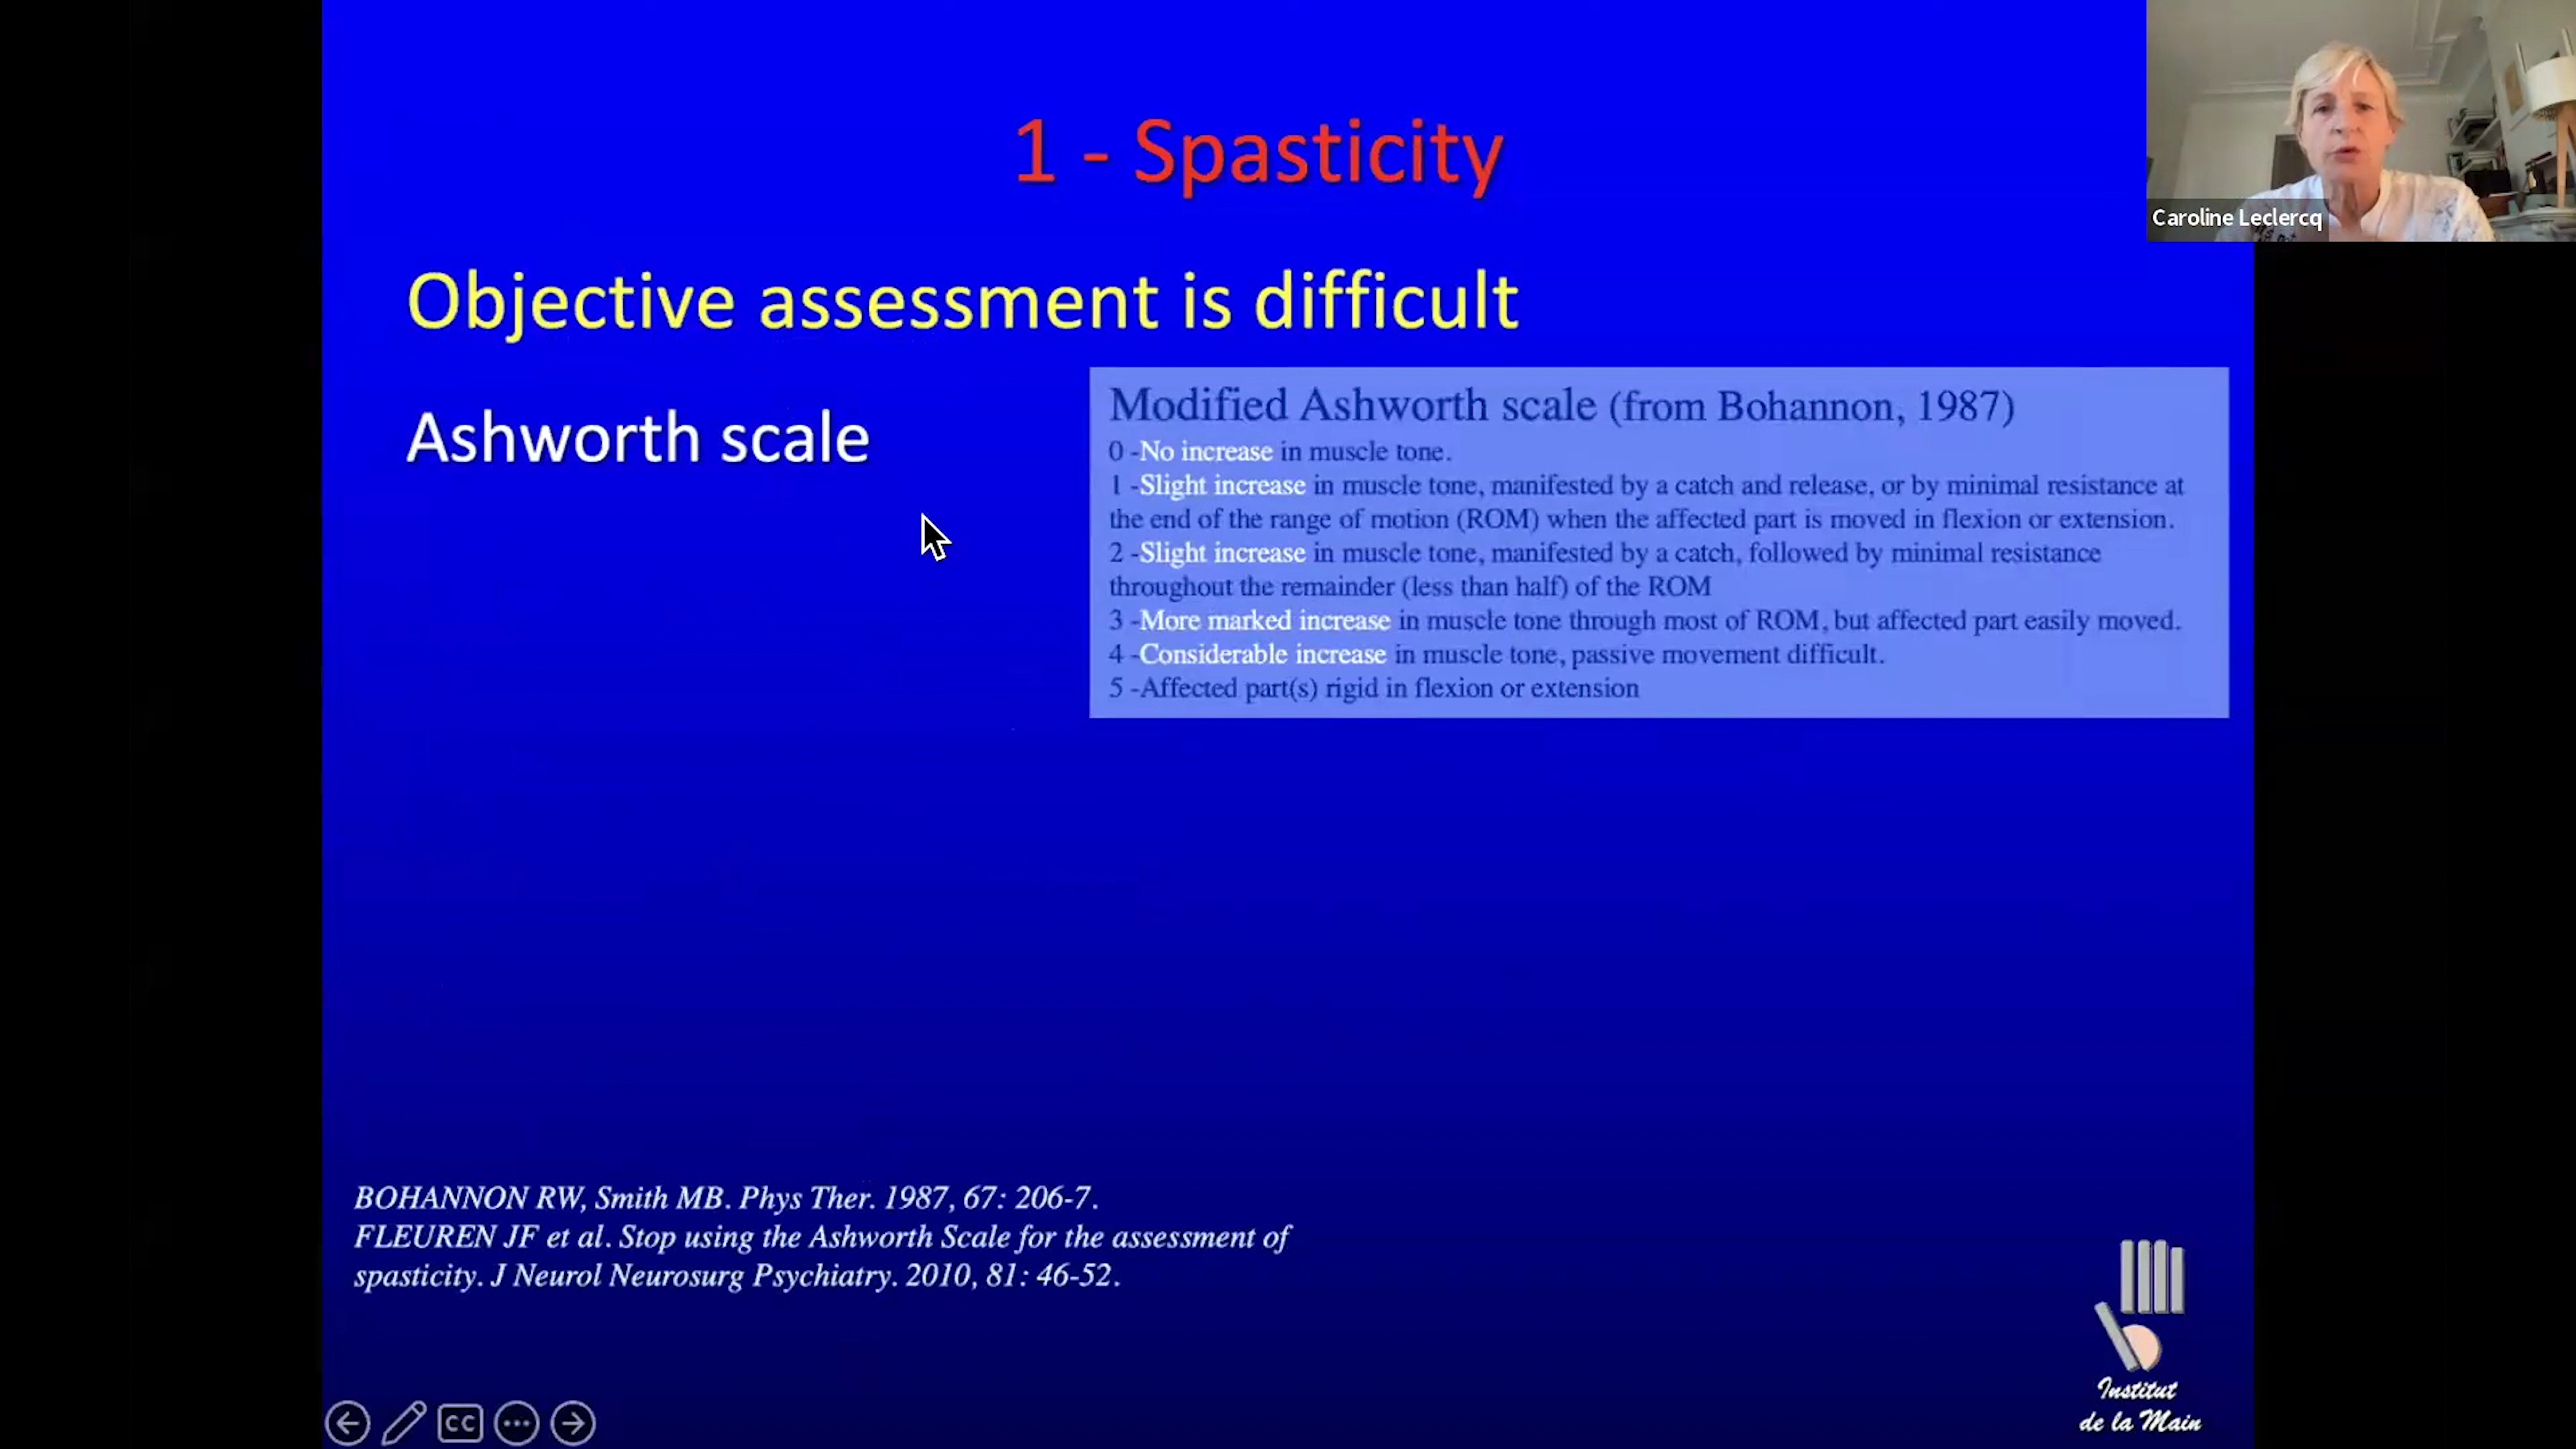 1 - Spasticity
Caroline Leclercq
Objective assessment is difficult
Ashworth scale
Modified Ashworth scale (from Bohannon, 1987)
0 -No increase in muscle tone.
1 -Slight increase in muscle tone, manifested by a catch and release, or by minimal resistance at
the end of the range of motion (ROM) when the affected part is moved in flexion or extension.
2 -Slight increase in muscle tone, manifested by a catch, followed by minimal resistance
throughout the remainder (less than half) of the ROM
3 -More marked increase in muscle tone through most of ROM, but affected part easily moved.
4 -Considerable increase in muscle tone, passive movement difficult.
5 -Affected part(s) rigid in flexion or extension
BOHANNON RW, Smith MB. Phys Ther. 1987, 67: 206-7.
FLEUREN JF et al. Stop using the Ashworth Scale for the assessment of
spasticity. J Neurol Neurosurg Psychiatry. 2010, 81: 46-52.
Institut
de la Main
CC